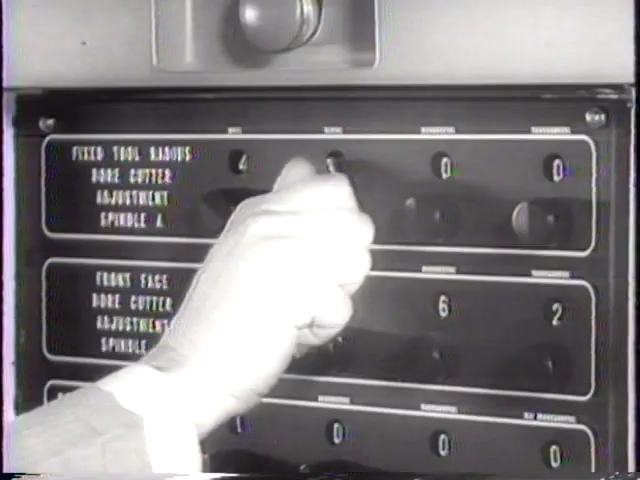 FIXED TOOL RADIUS
BORE CUTTER
ADJUSTMENT
SPINDLE A
4 0 0
FRONT FACE
BORE CUTTER
ADJUSTMENT
SPINDLE
6 2
1 0 0 0